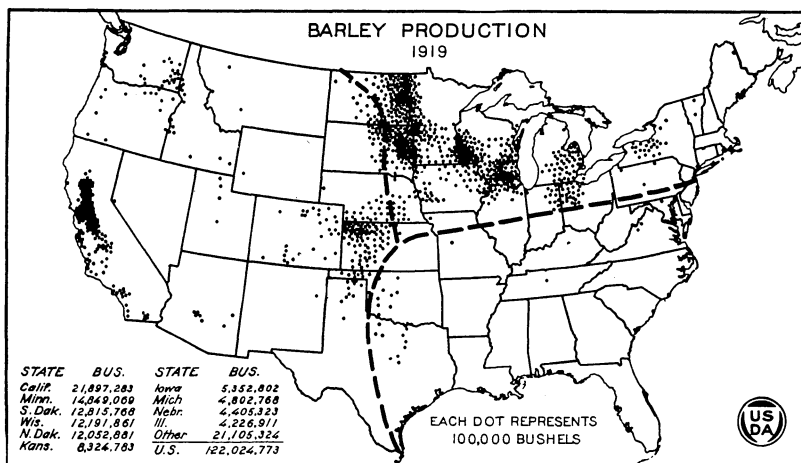 BARLEY PRODUCTION
1919
STATE BUS. STATE BUS.
Calif. 21,897,283 Iowa 5,352,802
Minn. 14,849,069 Mich 4,802,768
S. Dak. 12,815,768 Nebr. 4,405,323
Wis. 12,191,861 Ill. 4,226,911
N. Dak. 12,052,881 Other 21,105,324
Kans. 8,324,783 U.S. 122,024,773
EACH DOT REPRESENTS
100,000 BUSHELS
US
DA